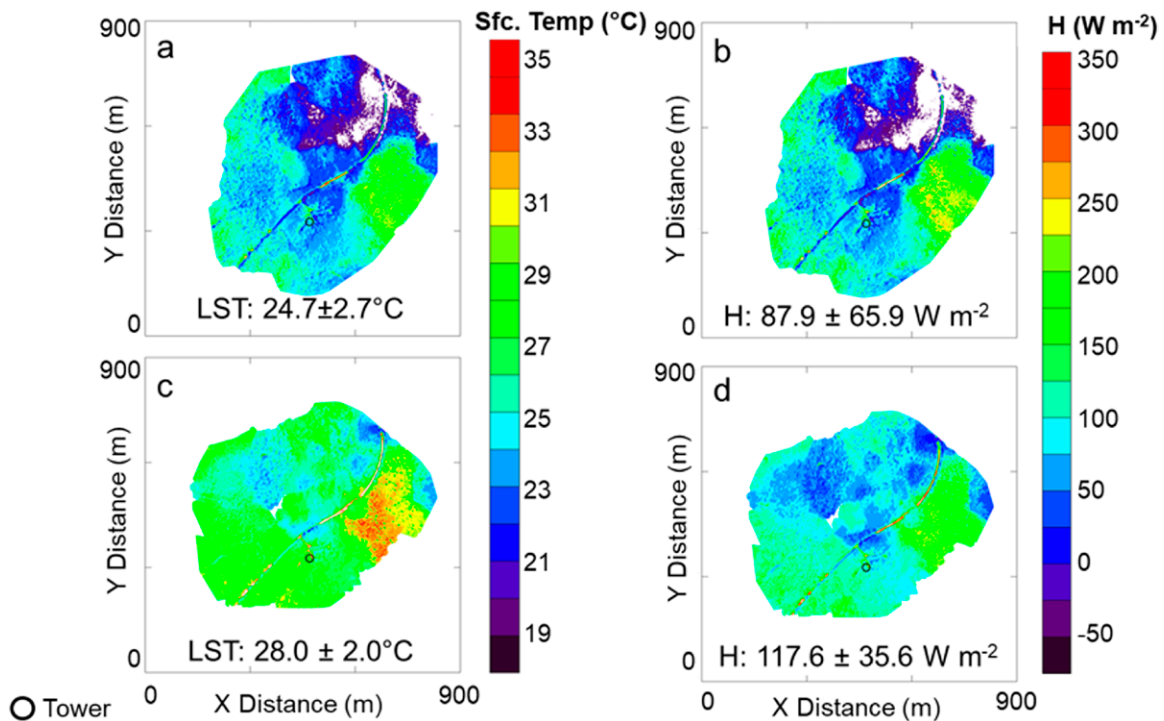 Sfc. Temp (°C)
H (W m-2)
900
a
Y Distance (m)
0
LST: 24.7±2.7°C
35
33
31
29
27
25
23
21
19
900
b
Y Distance (m)
0
H: 87.9 ± 65.9 W m-2
350
300
250
200
150
100
50
0
-50
900
c
Y Distance (m)
0
LST: 28.0 ± 2.0°C
0
X Distance (m)
900
900
d
Y Distance (m)
0
H: 117.6 ± 35.6 W m-2
0
X Distance (m)
900
Tower